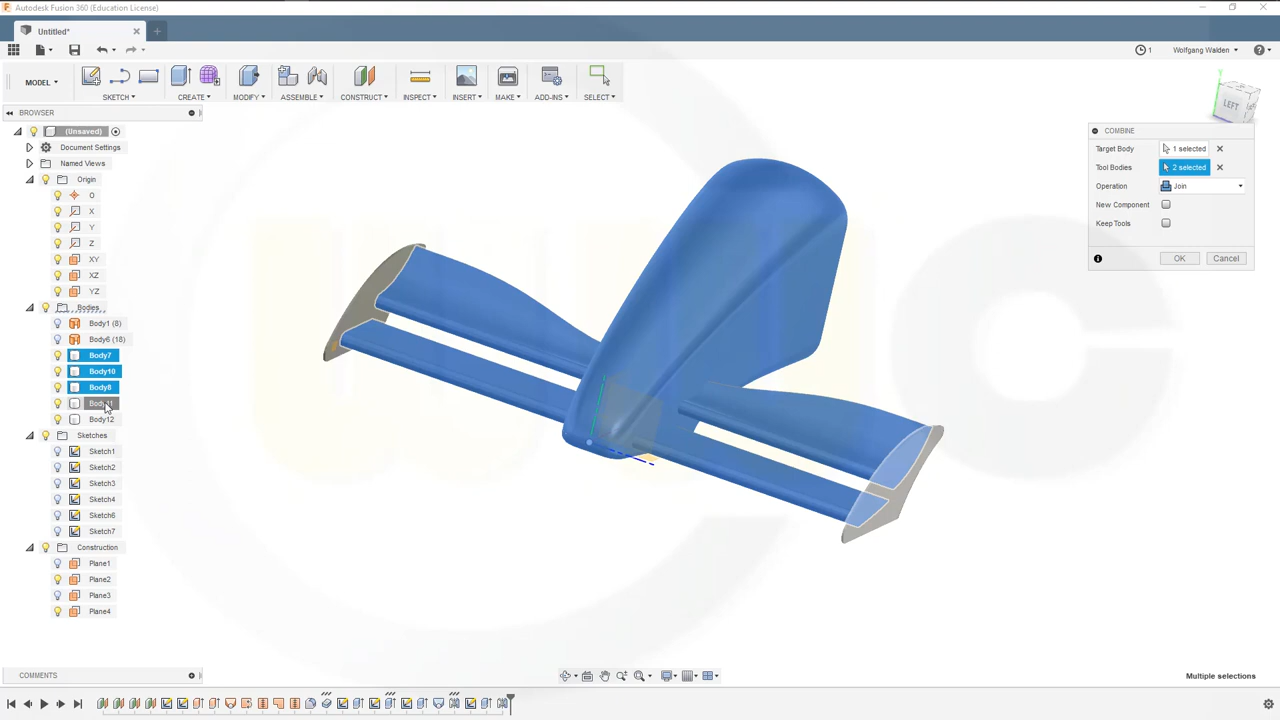 Autodesk Fusion 360 (Education License)
Untitled*
1
Wolfgang Walden
MODEL
SKETCH
CREATE
MODIFY
ASSEMBLE
CONSTRUCT
INSPECT
INSERT
MAKE
ADD-INS
SELECT
BROWSER
(Unsaved)
Document Settings
Named Views
Origin
O
X
Y
Z
XY
XZ
YZ
Bodies
Body1 (8)
Body6 (18)
Body7
Body10
Body8
Body11
Body12
Sketches
Sketch1
Sketch2
Sketch3
Sketch4
Sketch6
Sketch7
Construction
Plane1
Plane2
Plane3
Plane4
LEFT
COMBINE
Target Body 1 selected
Tool Bodies 2 selected
Operation Join
New Component
Keep Tools
OK Cancel
COMMENTS
Multiple selections